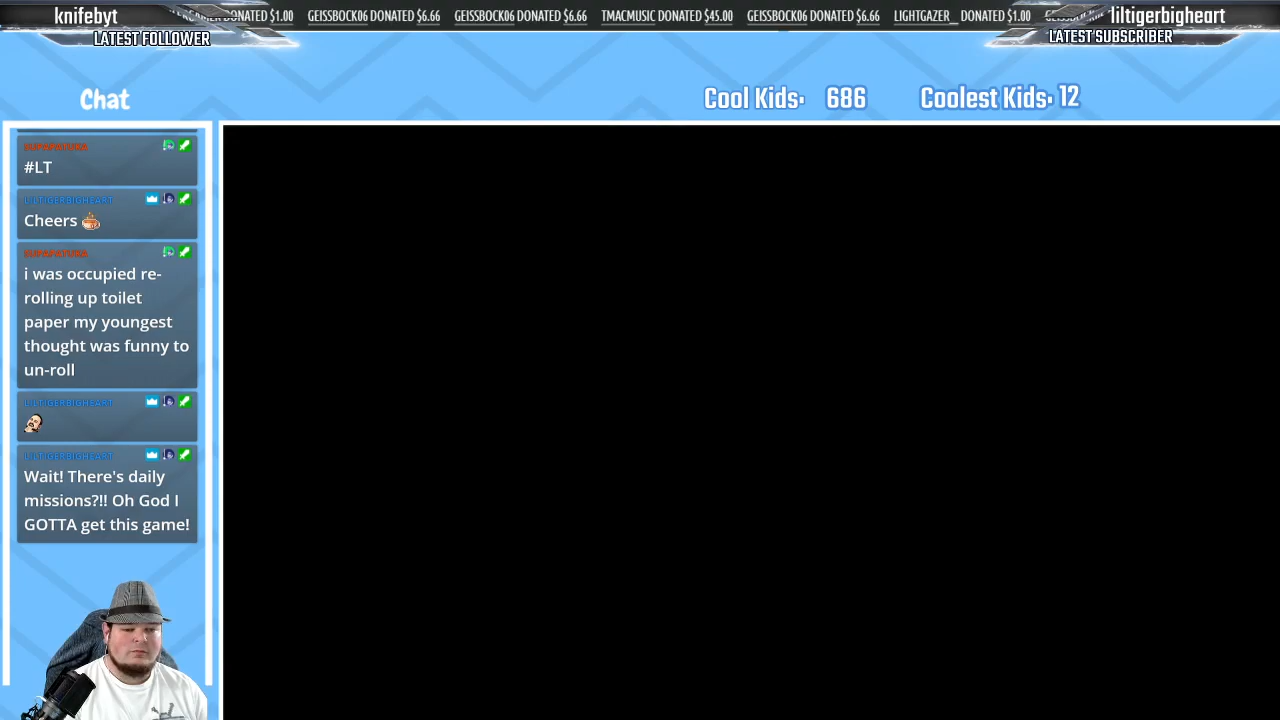 knifebyt
DONATED $1.00 GEISSBOCK06 DONATED $6.66 GEISSBOCK06 DONATED $6.66 TMACMUSIC DONATED $45.00 GEISSBOCK06 DONATED $6.66 LIGHTGAZER_ DONATED $1.00
liltigerbigheart
LATEST FOLLOWER
LATEST SUBSCRIBER
Chat
Cool Kids: 686
Coolest Kids: 12
#LT
LILTIGERBIGHEART
Cheers
i was occupied re-
rolling up toilet
paper my youngest
thought was funny to
un-roll
LILTIGERBIGHEART
LILTIGERBIGHEART
Wait! There's daily
missions?!! Oh God I
GOTTA get this game!